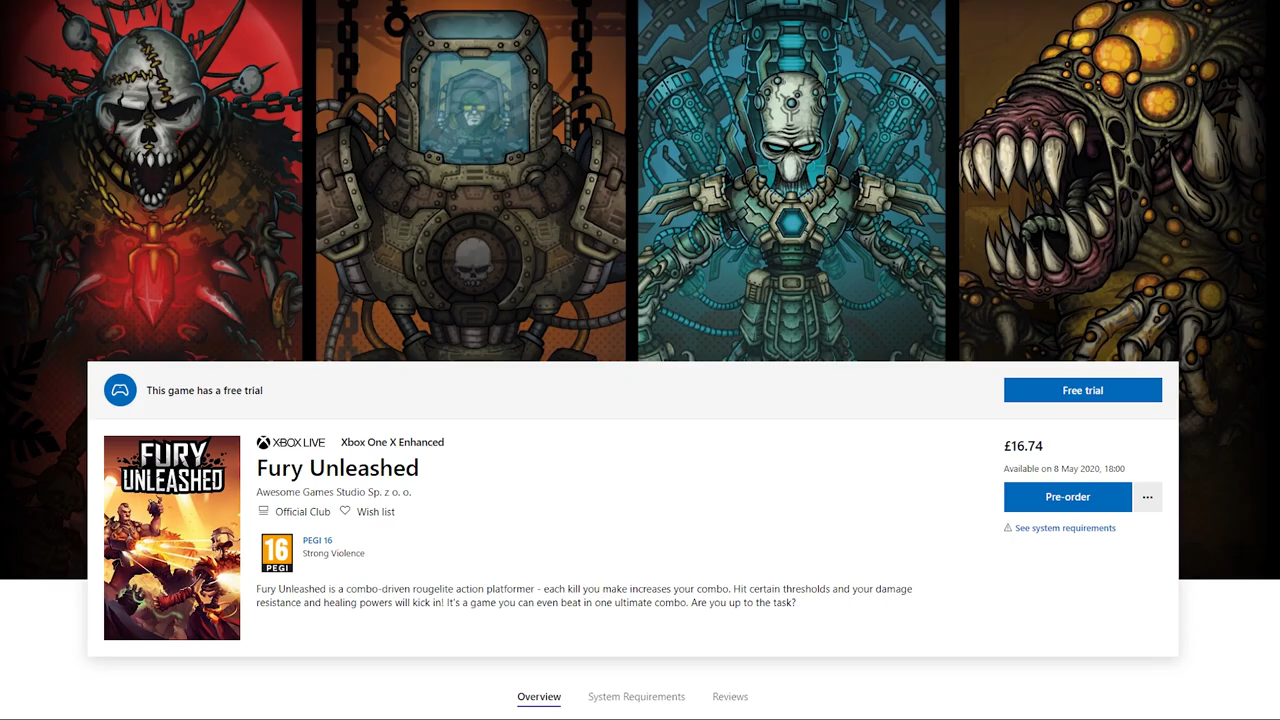 This game has a free trial
Free trial
FURY
UNLEASHED
XBOX LIVE Xbox One X Enhanced
Fury Unleashed
Awesome Games Studio Sp. z o. o.
Official Club Wish list
16
PEGI
PEGI 16
Strong Violence
Fury Unleashed is a combo-driven rougelite action platformer - each kill you make increases your combo. Hit certain thresholds and your damage
resistance and healing powers will kick in! It's a game you can even beat in one ultimate combo. Are you up to the task?
£16.74
Available on 8 May 2020, 18:00
Pre-order ...
See system requirements
Overview System Requirements Reviews